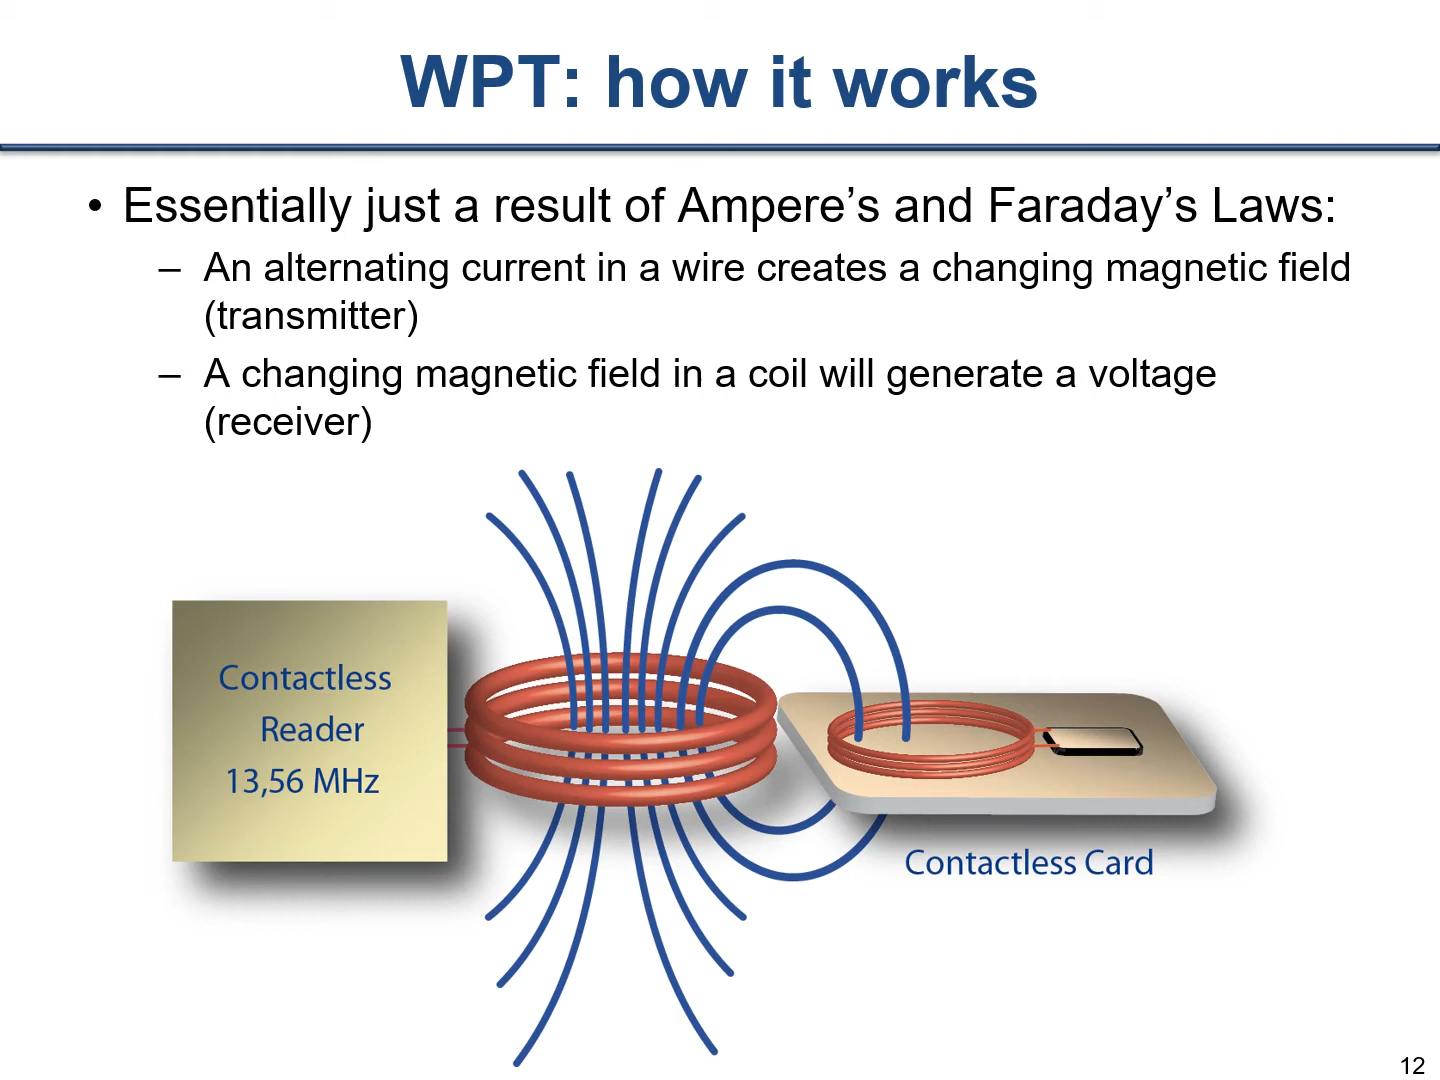 WPT: how it works
• Essentially just a result of Ampere’s and Faraday’s Laws:
– An alternating current in a wire creates a changing magnetic field
(transmitter)
– A changing magnetic field in a coil will generate a voltage
(receiver)
Contactless
Reader
13,56 MHz
Contactless Card
12